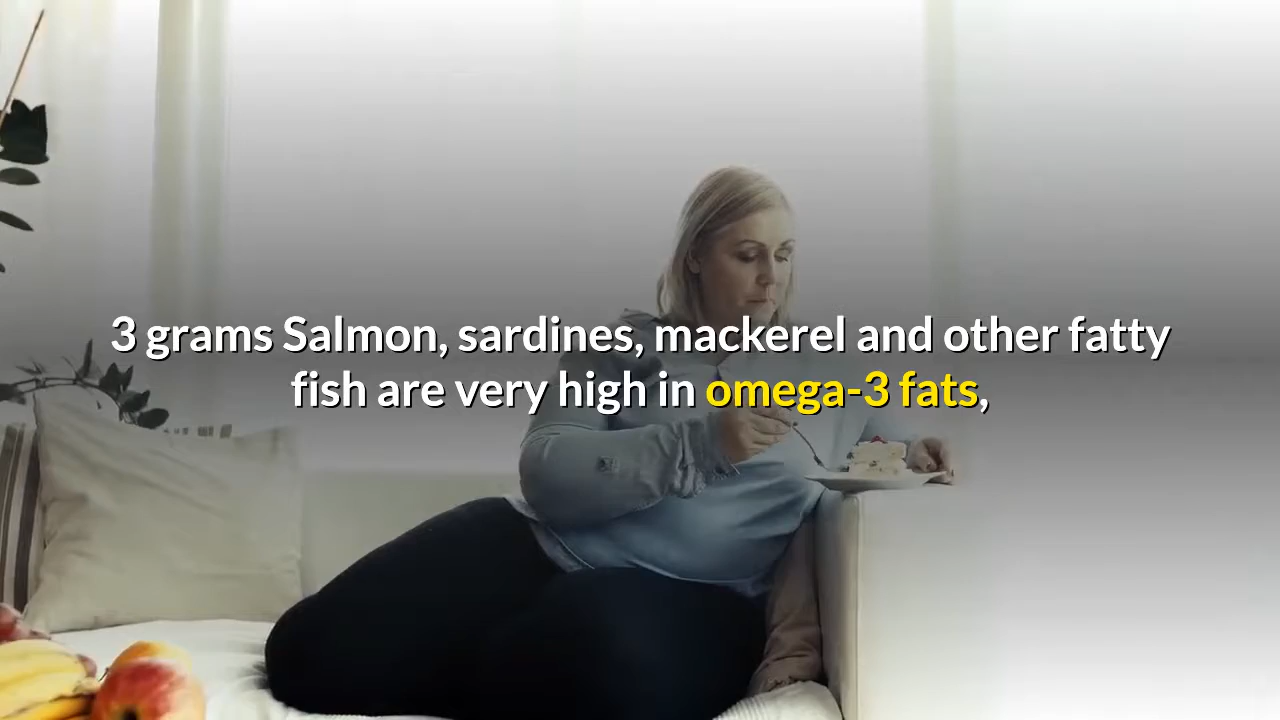 3 grams Salmon, sardines, mackerel and other fatty
fish are very high in omega-3 fats,